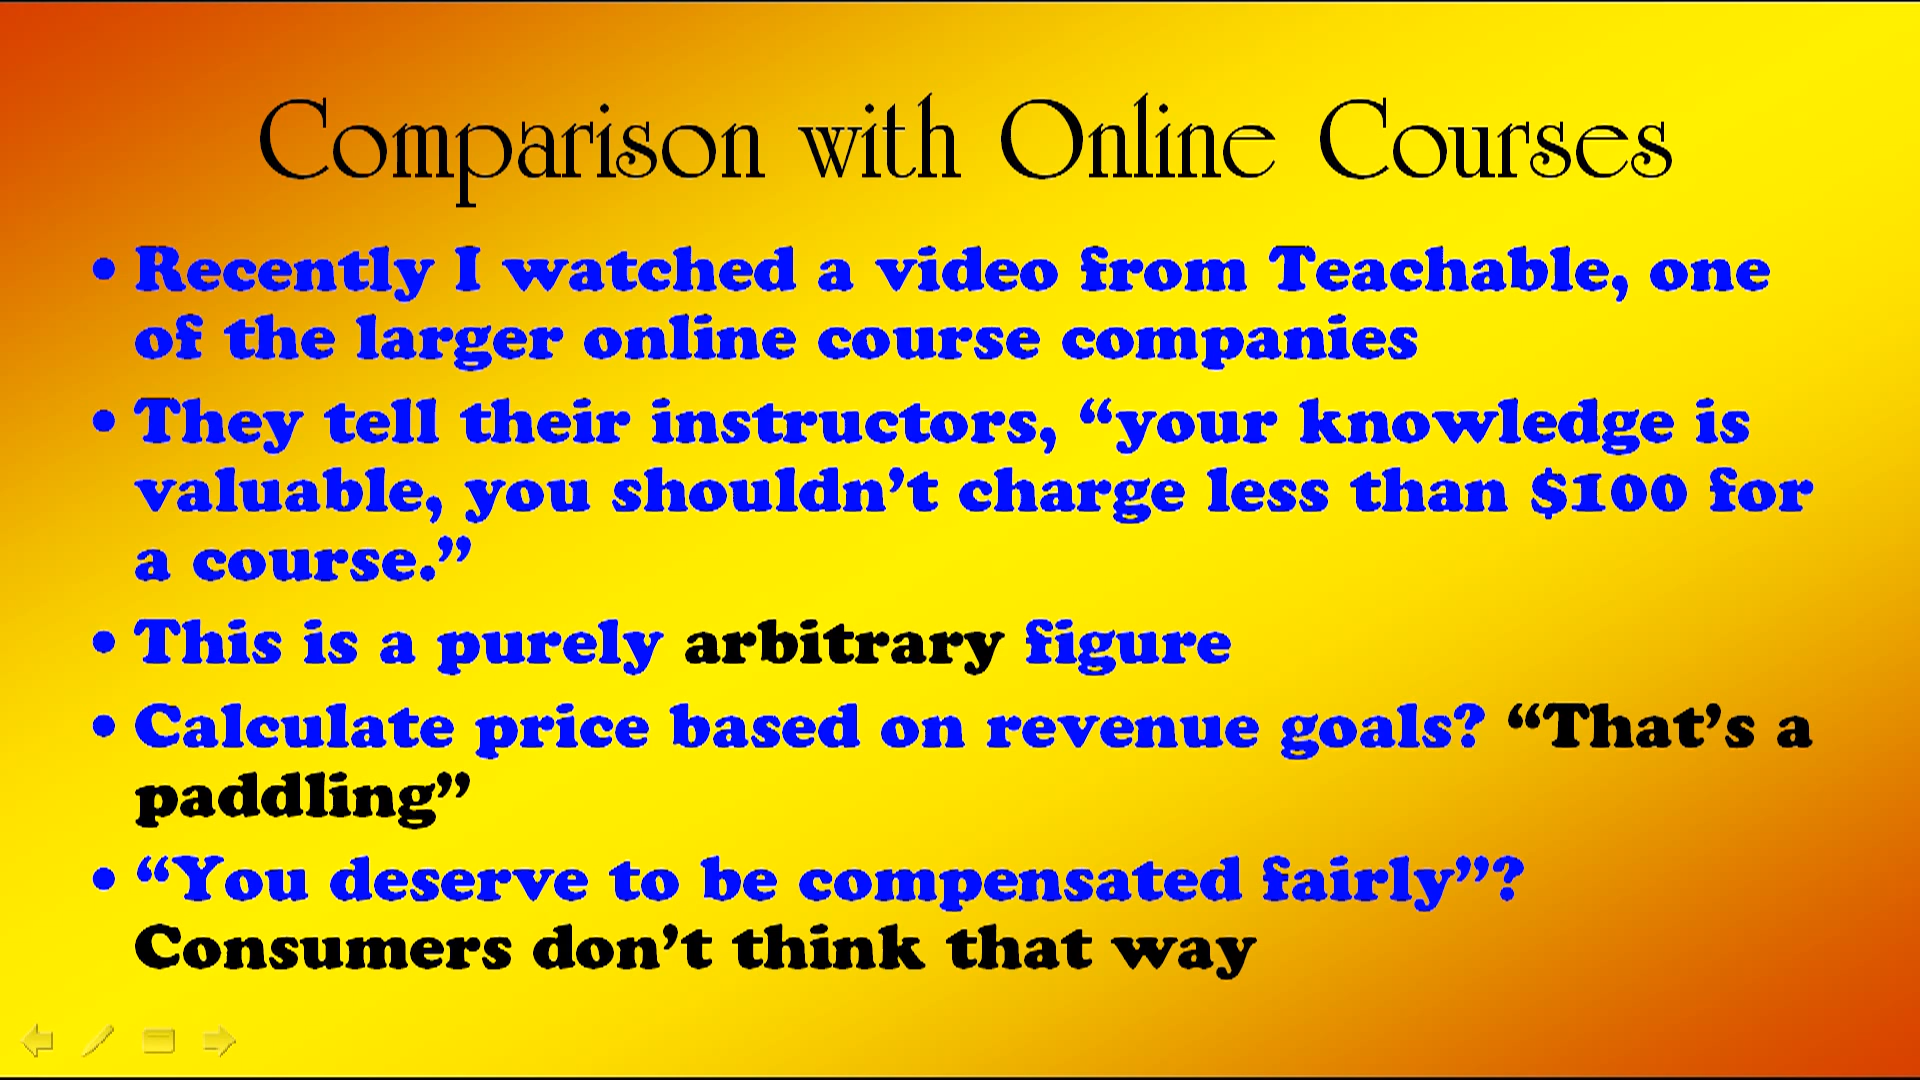 Comparison with Online Courses
• Recently I watched a video from Teachable, one
of the larger online course companies
• They tell their instructors, “your knowledge is
valuable, you shouldn’t charge less than $100 for
a course.”
• This is a purely arbitrary figure
• Calculate price based on revenue goals? “That’s a
paddling”
• “You deserve to be compensated fairly”?
Consumers don’t think that way